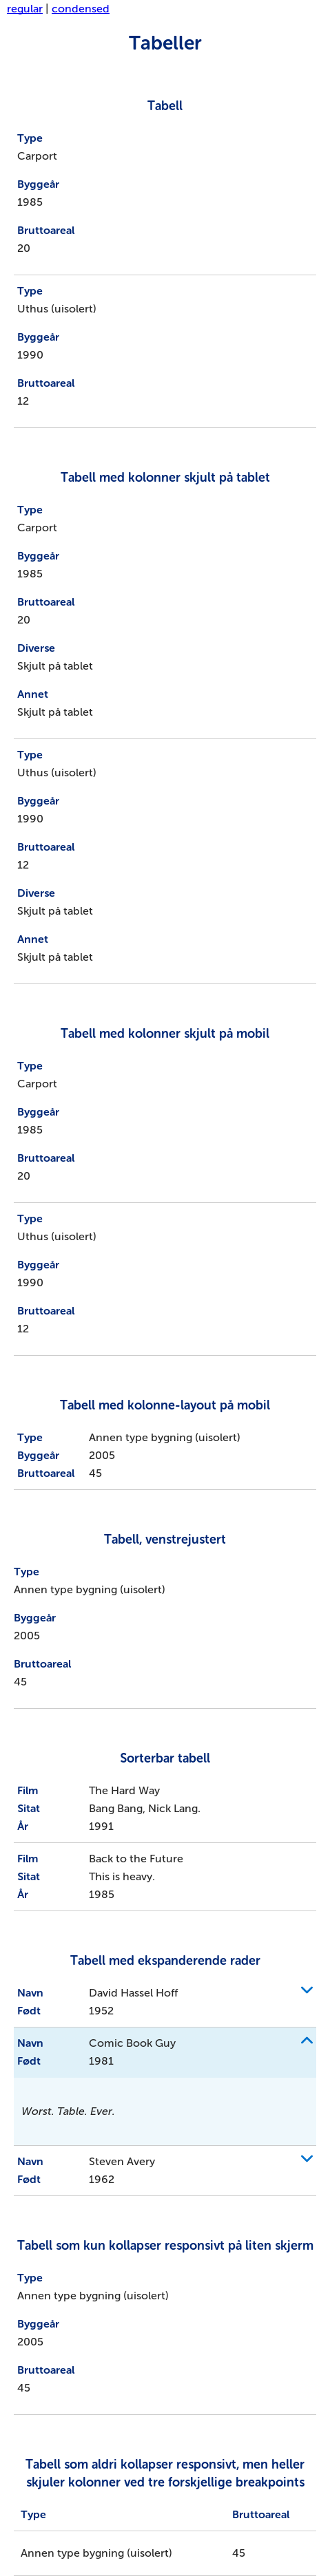 regular | condensed
Tabeller
Tabell
Type
Carport
Byggeår
1985
Bruttoareal
20
Type
Uthus (uisolert)
Byggeår
1990
Bruttoareal
12
Tabell med kolonner skjult på tablet
Type
Carport
Byggeår
1985
Bruttoareal
20
Diverse
Skjult på tablet
Annet
Skjult på tablet
Type
Uthus (uisolert)
Byggeår
1990
Bruttoareal
12
Diverse
Skjult på tablet
Annet
Skjult på tablet
Tabell med kolonner skjult på mobil
Type
Carport
Byggeår
1985
Bruttoareal
20
Type
Uthus (uisolert)
Byggeår
1990
Bruttoareal
12
Tabell med kolonne-layout på mobil
Type Annen type bygning (uisolert)
Byggeår 2005
Bruttoareal 45
Tabell, venstrejustert
Type
Annen type bygning (uisolert)
Byggeår
2005
Bruttoareal
45
Sorterbar tabell
Film The Hard Way
Sitat Bang Bang, Nick Lang.
År 1991
Film Back to the Future
Sitat This is heavy.
År 1985
Tabell med ekspanderende rader
Navn David Hassel Hoff
Født 1952
Navn Comic Book Guy
Født 1981
Worst. Table. Ever.
Navn Steven Avery
Født 1962
Tabell som kun kollapser responsivt på liten skjerm
Type
Annen type bygning (uisolert)
Byggeår
2005
Bruttoareal
45
Tabell som aldri kollapser responsivt, men heller
skjuler kolonner ved tre forskjellige breakpoints
Type Bruttoareal
Annen type bygning (uisolert) 45